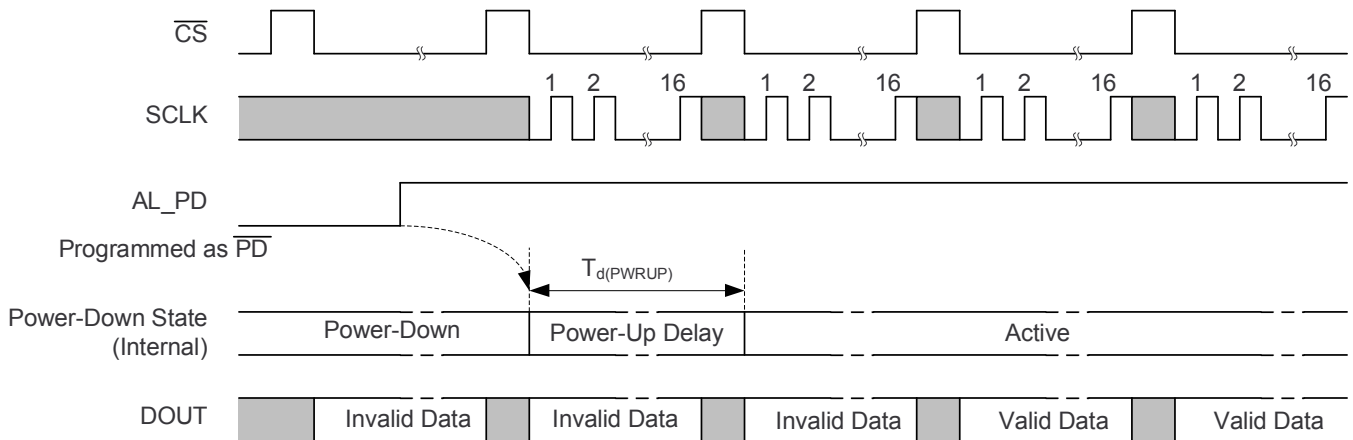 CS
1 2 16 1 2 16 1 2 16 1 2 16
SCLK
AL_PD
Programmed as PD
Td(PWRUP)
Power-Down State
(Internal)
Power-Down
Power-Up Delay
Active
DOUT
Invalid Data
Invalid Data
Invalid Data
Valid Data
Valid Data